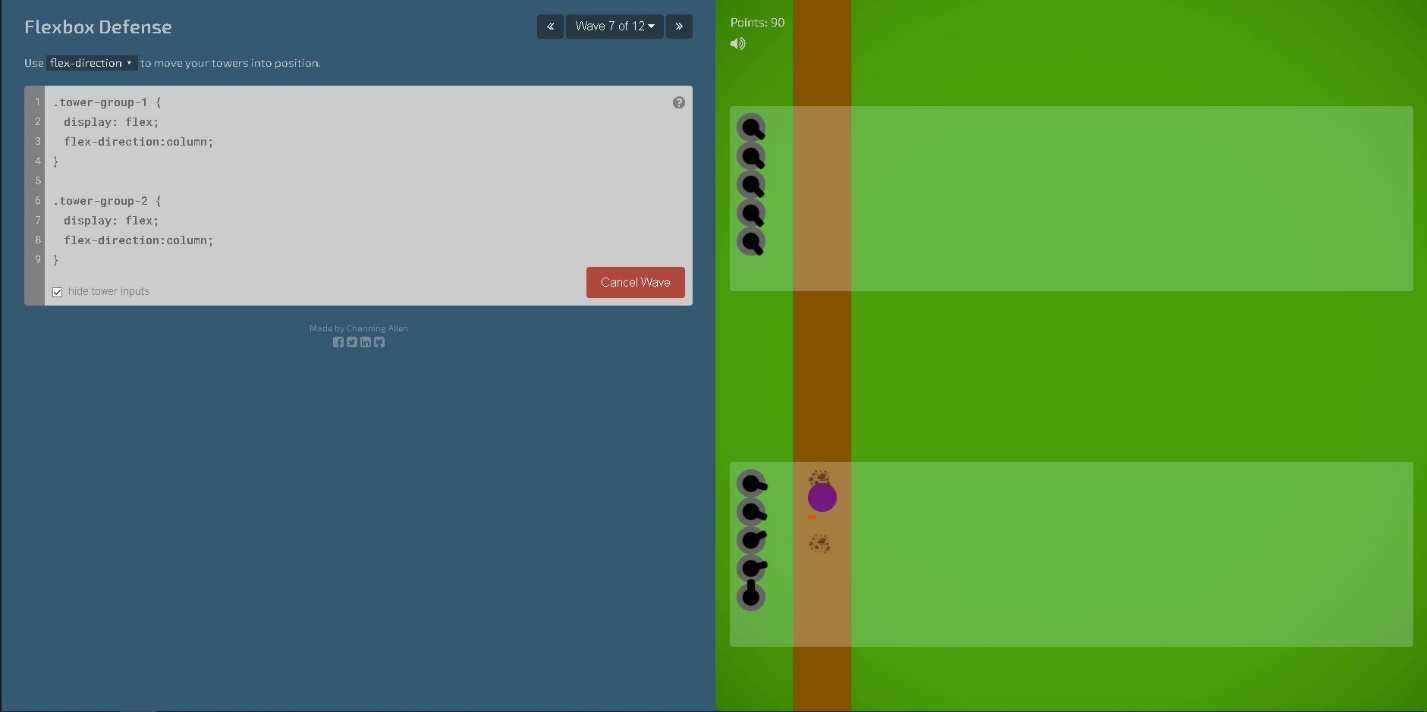 Flexbox Defense
« Wave 7 of 12 »
Use flex-direction to move your towers into position.
1 .tower-group-1 {
2 display: flex;
3 flex-direction:column;
4 }
5
6 .tower-group-2 {
7 display: flex;
8 flex-direction:column;
9 }
hide tower inputs
Cancel Wave
Made by Channing Allen
Points: 90